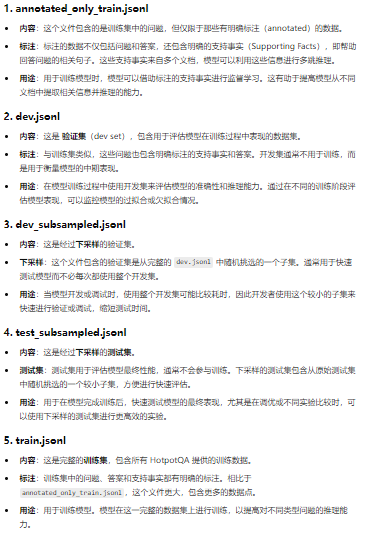 1. annotated_only_train.jsonl
• 内容：这个文件包含的是训练集中的问题，但仅限于那些有明确标注（annotated）的数据。
• 标注：标注的数据不仅包括问题和答案，还包含明确的支持事实（Supporting Facts），即帮助
回答问题的相关句子。这些支持事实来自多个文档，模型可以利用这些信息进行多跳推理。
• 用途：用于训练模型时，模型可以借助标注的支持事实进行监督学习。这有助于提高模型从不同
文档中提取相关信息并推理的能力。
2. dev.jsonl
• 内容：这是 验证集（dev set），包含用于评估模型在训练过程中表现的数据集。
• 标注：与训练集类似，这些问题也包含明确标注的支持事实和答案。开发集通常不用于训练，而
是用于衡量模型的中期表现。
• 用途：在模型训练过程中使用开发集来评估模型的准确性和推理能力。通过在不同的训练阶段评
估模型表现，可以监控模型的过拟合或欠拟合情况。
3. dev_subsampled.jsonl
• 内容：这是经过下采样的验证集。
• 下采样：这个文件包含的验证集是从完整的 dev.jsonl 中随机挑选的一个子集。通常用于快
速测试模型而不必每次都使用整个开发集。
• 用途：当模型开发或调试时，使用整个开发集可能比较耗时，因此开发者使用这个较小的子集来
快速进行验证或调试，缩短测试时间。
4. test_subsampled.jsonl
• 内容：这是经过下采样的测试集。
• 测试集：测试集用于评估模型最终性能，通常不会参与训练。下采样的测试集包含从原始测试集
中随机挑选的一个较小子集，方便进行快速评估。
• 用途：用于在模型完成训练后，快速测试模型的最终表现，尤其是在调优或不同实验比较时，可
以使用下采样的测试集进行更高效的实验。
5. train.jsonl
• 内容：这是完整的训练集，包含所有 HotpotQA 提供的训练数据。
• 标注：训练集中的问题、答案和支持事实都有明确的标注。相比于
annotated_only_train.jsonl，这个文件更大，包含更多的数据点。
• 用途：用于训练模型。模型在这一完整的数据集上进行训练，以提高对不同类型问题的推理能
力。